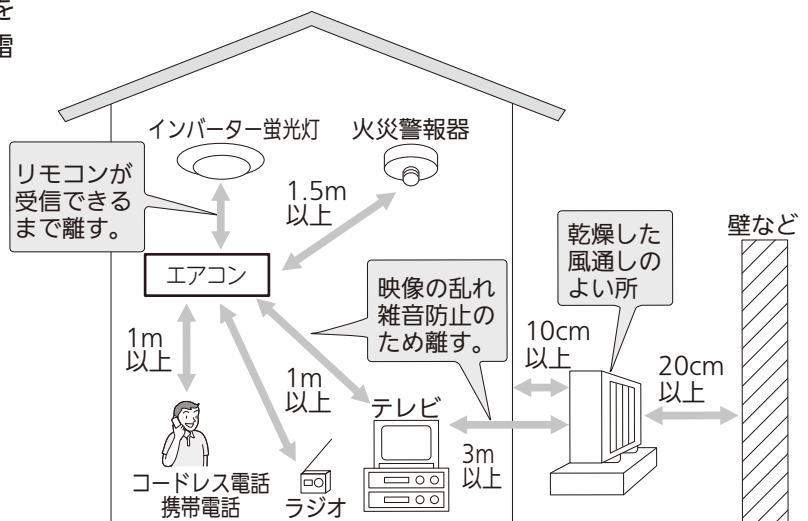 を
雷
インバーター蛍光灯
火災警報器
リモコンが
受信できる
まで離す。
1.5m
以上
エアコン
乾燥した
風通しの
よい所
壁など
映像の乱れ
雑音防止の
ため離す。
1m
以上
10cm
以上
20cm
以上
1m
以上
テレビ
3m
以上
コードレス電話
携帯電話
ラジオ